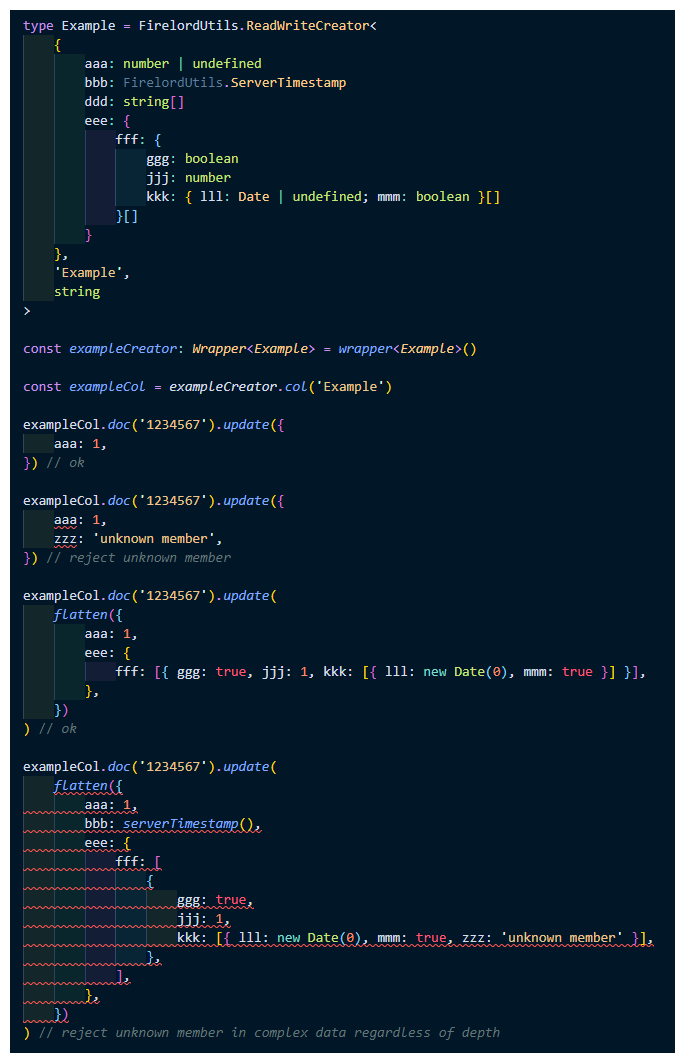 type Example = FirelordUtils.ReadWriteCreator<
    {
        aaa: number | undefined
        bbb: FirelordUtils.ServerTimestamp
        ddd: string[]
        eee: {
            fff: {
                ggg: boolean
                jjj: number
                kkk: { lll: Date | undefined; mmm: boolean }[]
            }[]
        }
    },
    'Example',
    string
>
const exampleCreator: Wrapper<Example> = wrapper<Example>()
const exampleCol = exampleCreator.col('Example')
exampleCol.doc('1234567').update({
    aaa: 1,
}) // ok
exampleCol.doc('1234567').update({
    aaa: 1,
    zzz: 'unknown member',
}) // reject unknown member
exampleCol.doc('1234567').update(
    flatten({
        aaa: 1,
        eee: {
            fff: [{ ggg: true, jjj: 1, kkk: [{ lll: new Date(0), mmm: true }] }],
        },
    })
) // ok
exampleCol.doc('1234567').update(
    flatten({
        aaa: 1,
        bbb: serverTimestamp(),
        eee: {
            fff: [
                {
                    ggg: true,
                    jjj: 1,
                    kkk: [{ lll: new Date(0), mmm: true, zzz: 'unknown member' }],
                },
            ],
        },
    })
) // reject unknown member in complex data regardless of depth